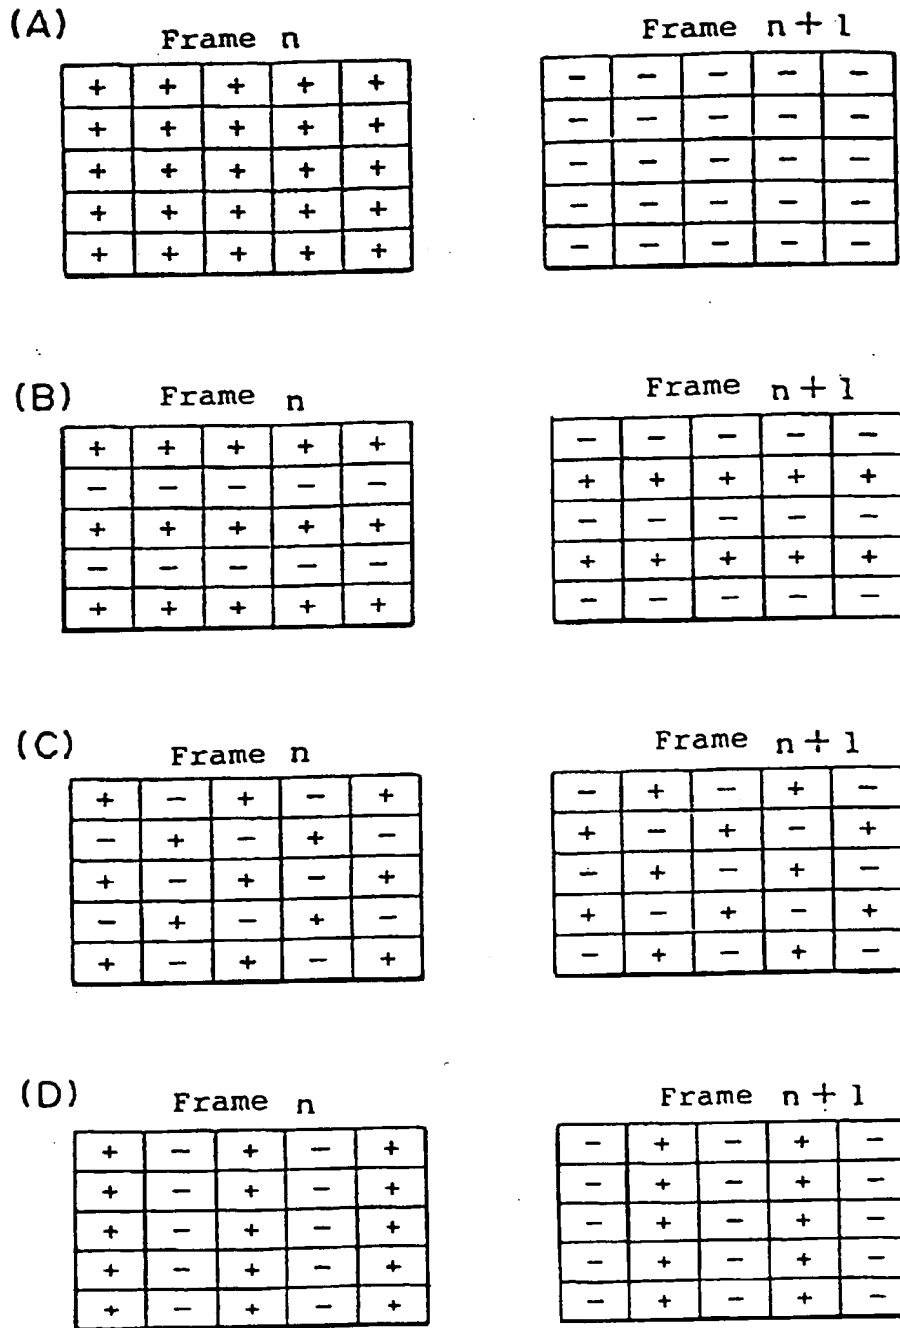 (A) Frame n Frame n+1
+ + + + + - - - - -
+ + + + + - - - - -
+ + + + + - - - - -
+ + + + + - - - - -
+ + + + + - - - - -
(B) Frame n Frame n+1
+ + + + + - - - - -
- - - - - + + + + +
+ + + + + - - - - -
- - - - - + + + + +
+ + + + + - - - - -
(C) Frame n Frame n+1
+ - + - + - + - + -
- + - + - + - + - +
+ - + - + - + - + -
- + - + - + - + - +
+ - + - + - + - + -
(D) Frame n Frame n+1
+ - + - + - + - + -
+ - + - + - + - + -
+ - + - + - + - + -
+ - + - + - + - + -
+ - + - + - + - + -